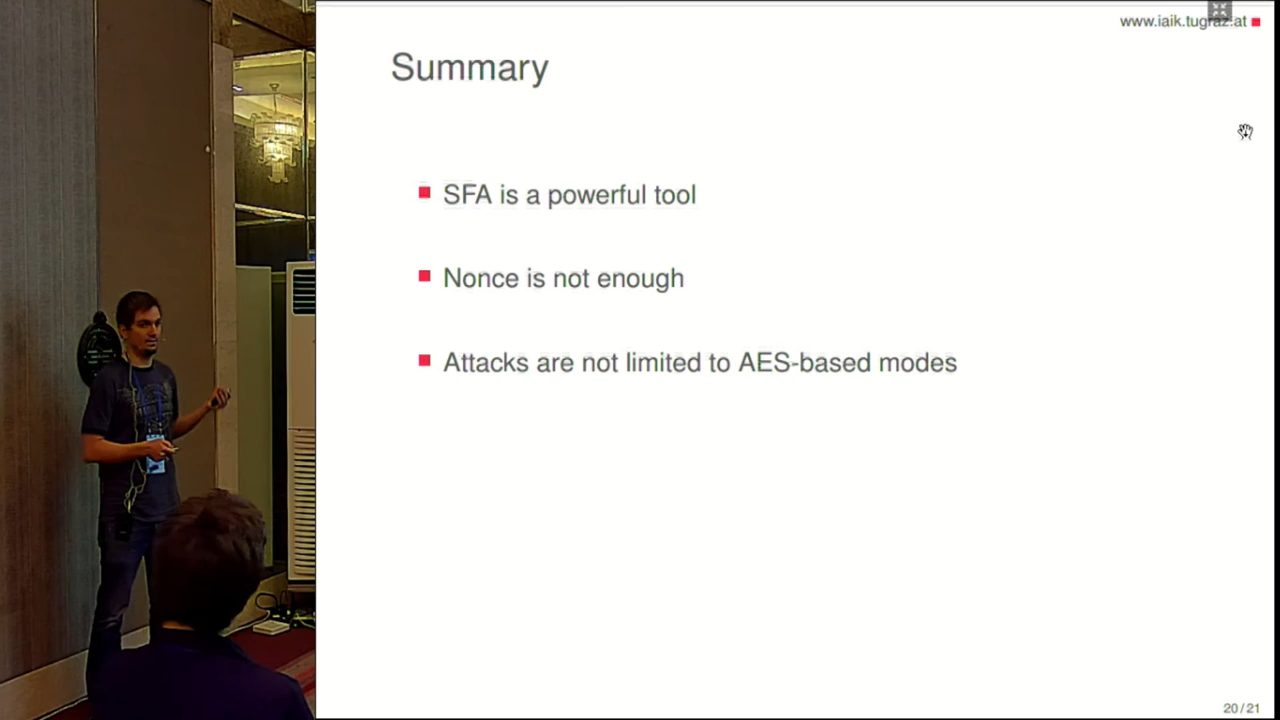 www.iaik.tugraz.at
Summary
SFA is a powerful tool
Nonce is not enough
Attacks are not limited to AES-based modes
20/21